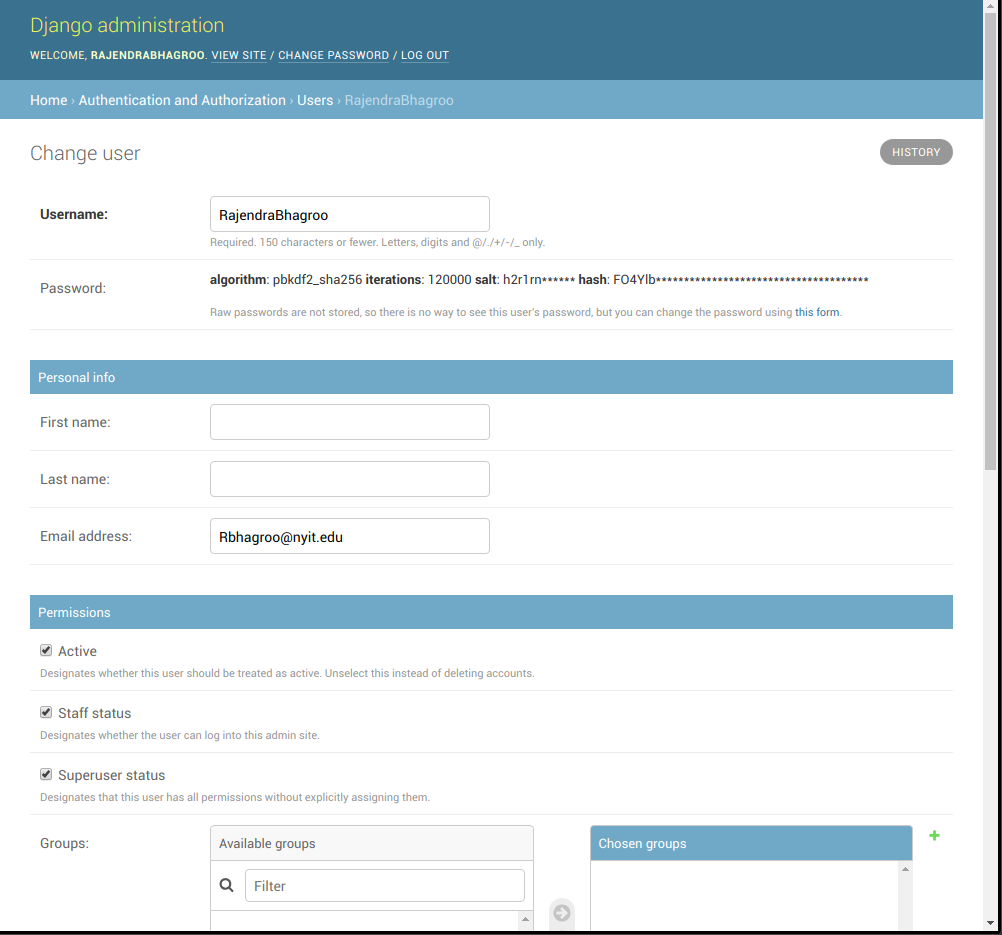 Django administration
WELCOME, RAJENDRABHAGROO. VIEW SITE / CHANGE PASSWORD / LOG OUT
Home › Authentication and Authorization › Users › RajendraBhagroo
Change user
HISTORY
Username:
RajendraBhagroo
Required. 150 characters or fewer. Letters, digits and @/./+/-/_ only.
Password:
algorithm: pbkdf2_sha256 iterations: 120000 salt: h2r1rn****** hash: FO4Ylb**************************************
Raw passwords are not stored, so there is no way to see this user's password, but you can change the password using this form.
Personal info
First name:
Last name:
Email address:
Rbhagroo@nyit.edu
Permissions
Active
Designates whether this user should be treated as active. Unselect this instead of deleting accounts.
Staff status
Designates whether the user can log into this admin site.
Superuser status
Designates that this user has all permissions without explicitly assigning them.
Groups:
Available groups
Filter
Chosen groups